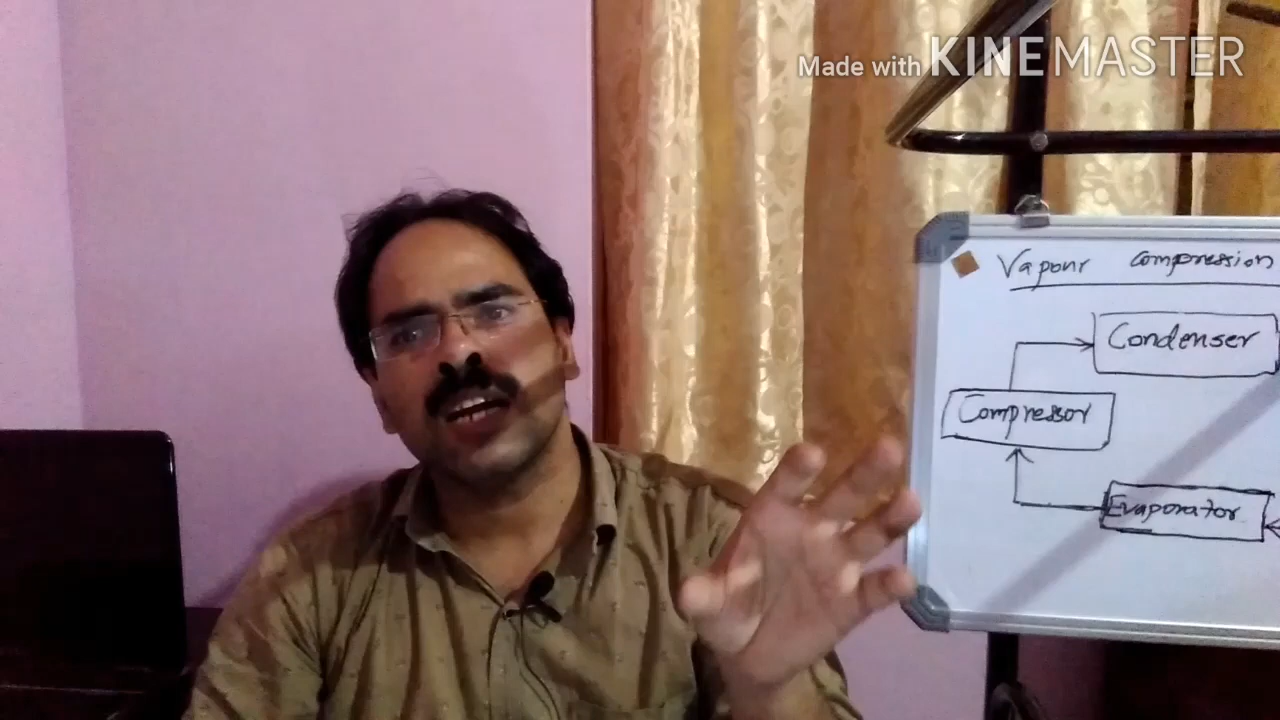 Made with KINEMASTER
Vapour compression
Condenser
Compressor
Evaporator